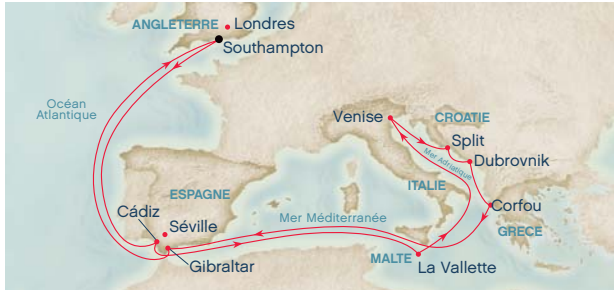 ANGLETERRE
Londres
Southampton
Océan
Atlantique
Venise
CROATIE
Split
Mer Adriatique
Dubrovnik
ESPAGNE
ITALIE
Cádiz
Séville
Mer Méditerranée
Corfou
GRECE
Gibraltar
MALTE
La Vallette